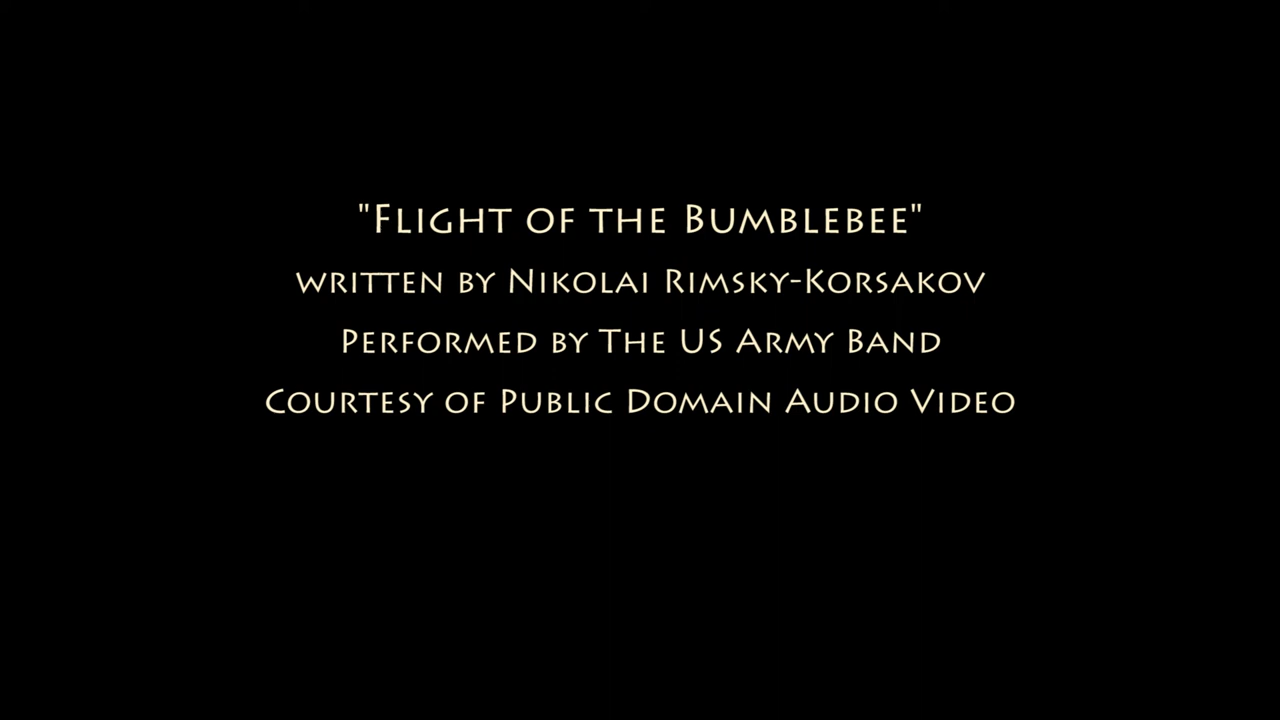 "Flight of the Bumblebee"
written by Nikolai Rimsky-Korsakov
Performed by The US Army Band
Courtesy of Public Domain Audio Video